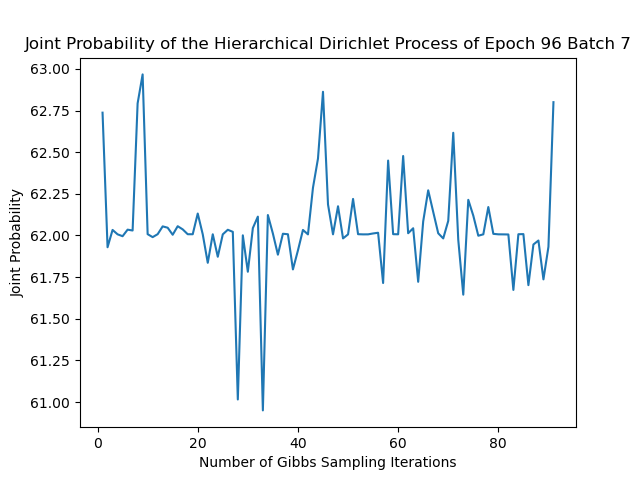 Joint Probability of the Hierarchical Dirichlet Process of Epoch 96 Batch 7
63.00
62.75
62.50
62.25
62.00
61.75
61.50
61.25
61.00
Joint Probability
0 20 40 60 80
Number of Gibbs Sampling Iterations